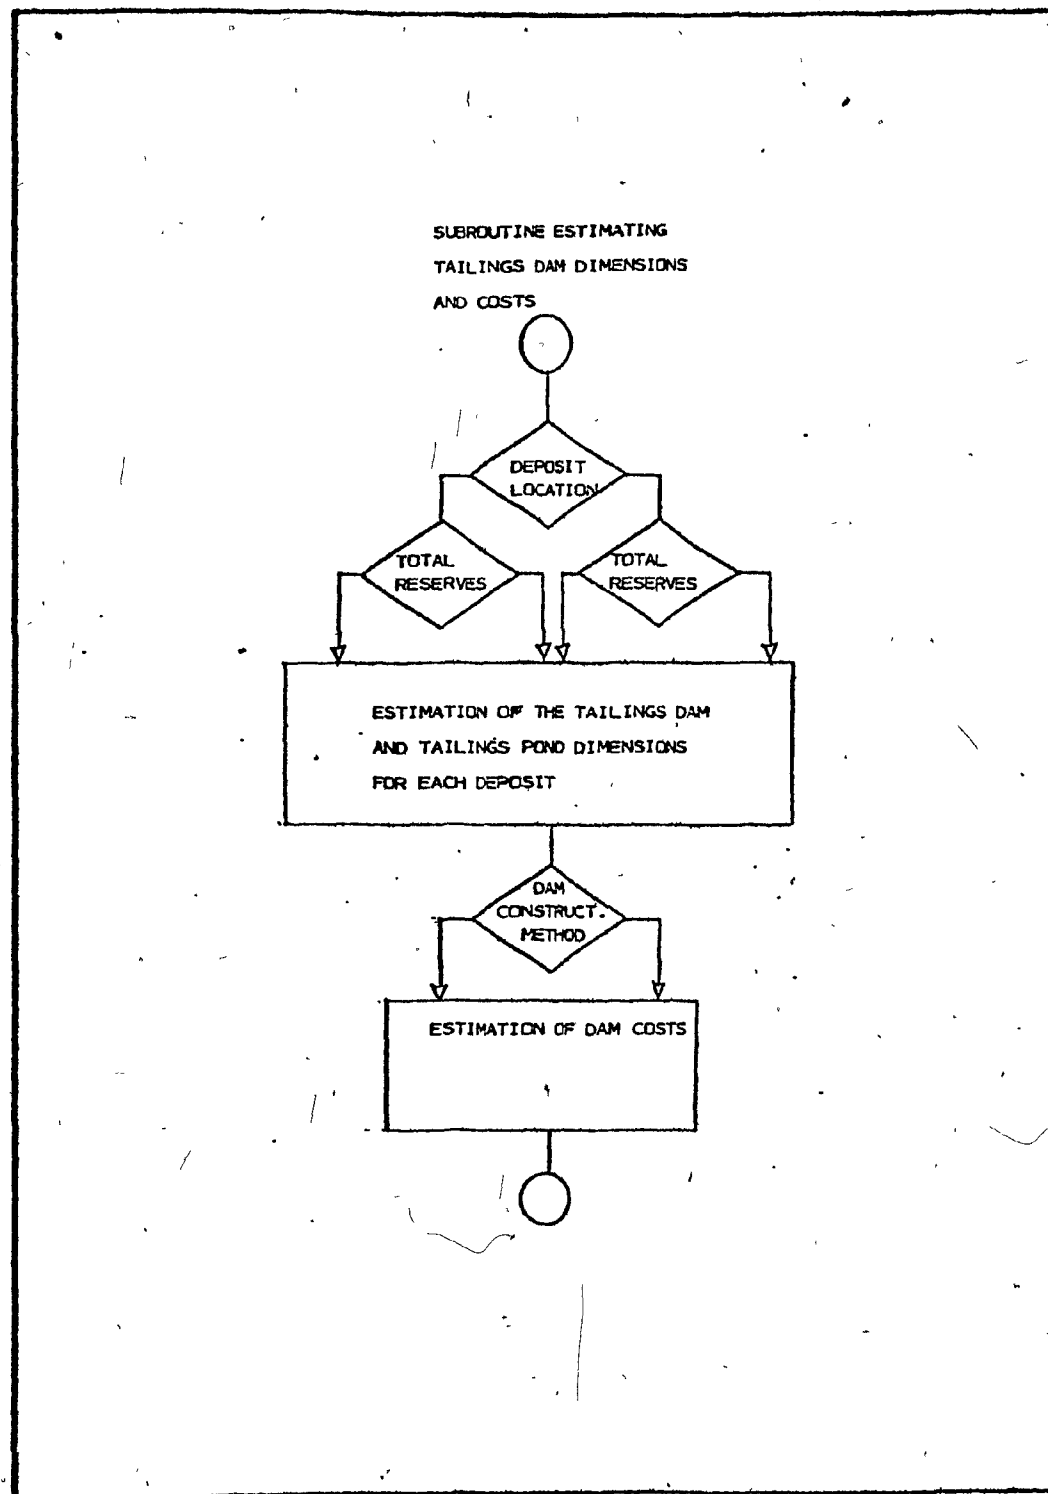 SUBROUTINE ESTIMATING
TAILINGS DAM DIMENSIONS
AND COSTS
DEPOSIT
LOCATION
TOTAL
RESERVES
TOTAL
RESERVES
ESTIMATION OF THE TAILINGS DAM
AND TAILINGS POND DIMENSIONS
FOR EACH DEPOSIT
DAM
CONSTRUCT.
METHOD
ESTIMATION OF DAM COSTS